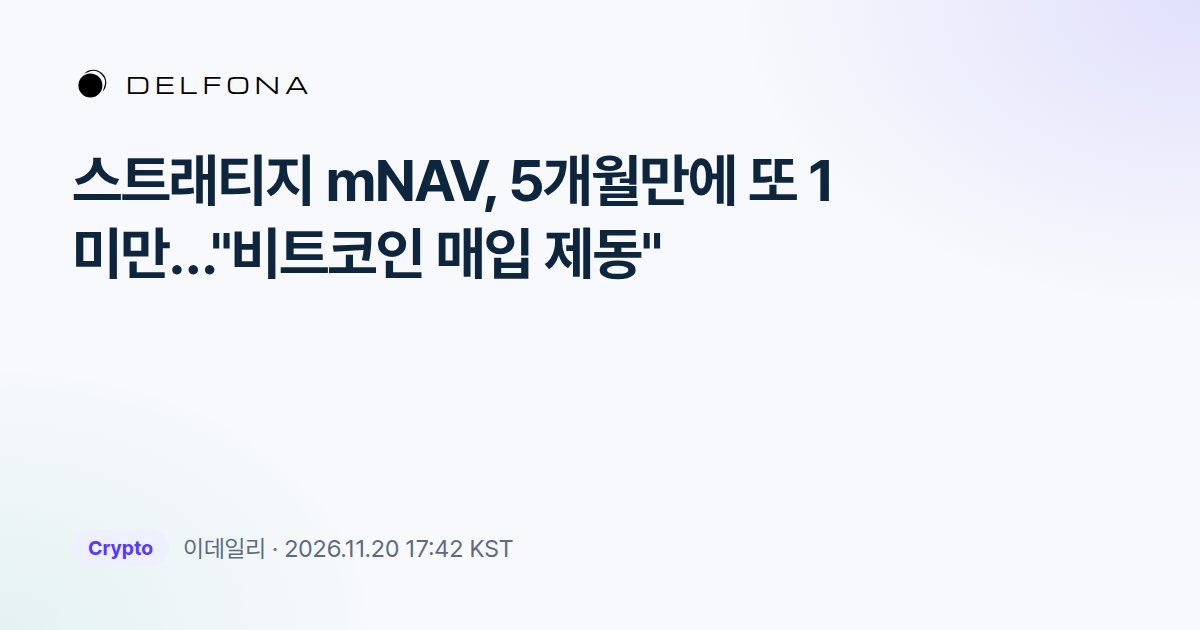 DELFONA
스트래티지 mNAV, 5개월만에 또 1
미만…"비트코인 매입 제동"
Crypto 이데일리 · 2026.11.20 17:42 KST